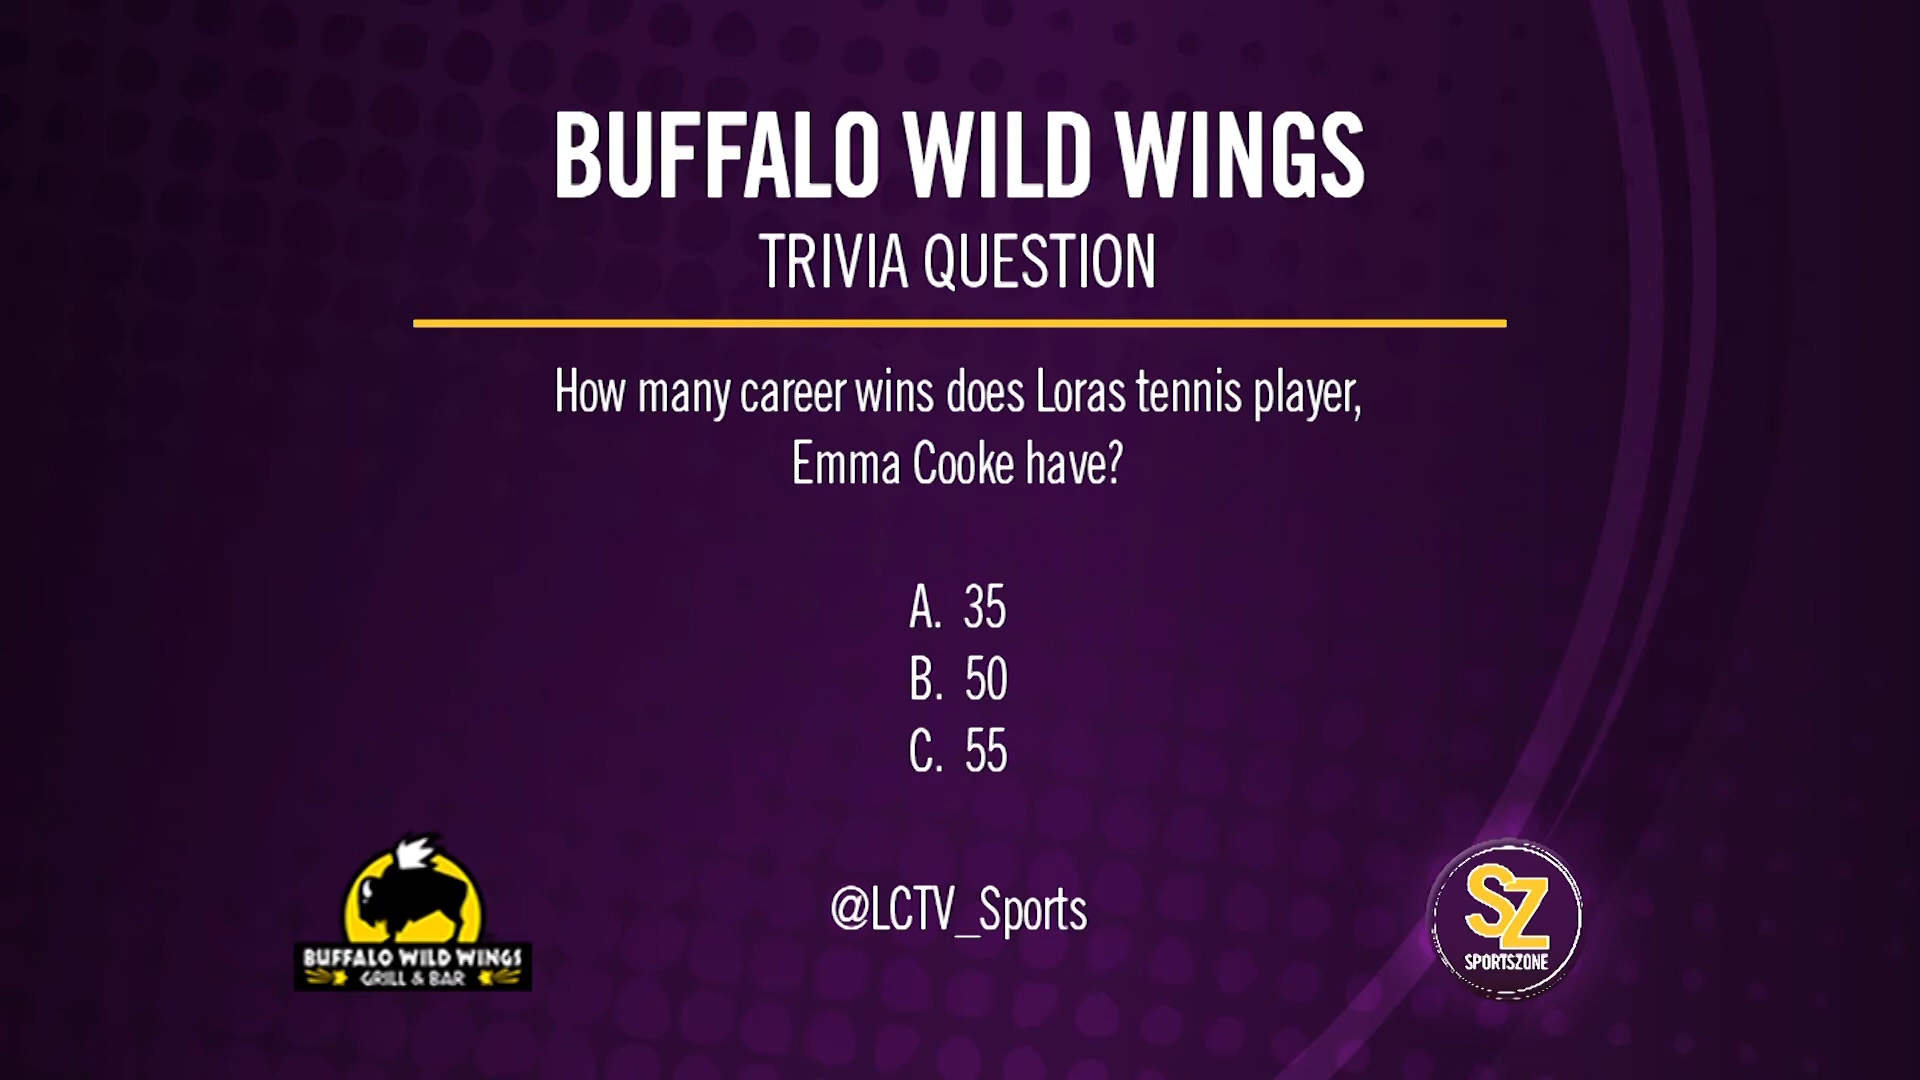 BUFFALO WILD WINGS
TRIVIA QUESTION
How many career wins does Loras tennis player,
Emma Cooke have?
A. 35
B. 50
C. 55
BUFFALO WILD WINGS
GRILL & BAR
@LCTV_Sports
SZ
SPORTSZONE